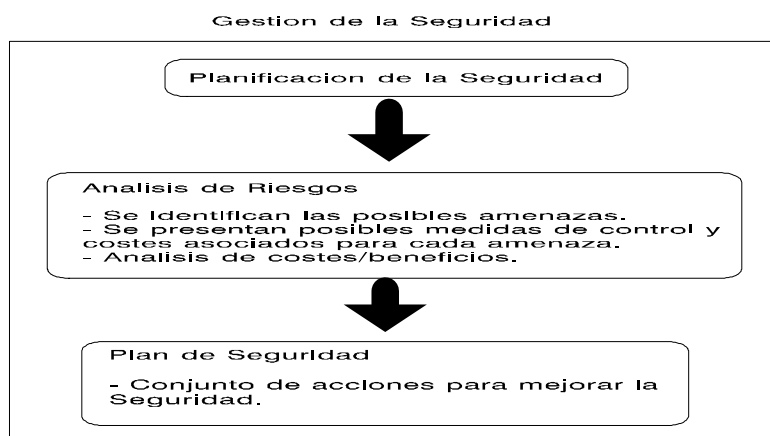 Gestion de la Seguridad
Planificacion de la Seguridad
Analisis de Riesgos
- Se identifican las posibles amenazas.
- Se presentan posibles medidas de control y
costes asociados para cada amenaza.
- Analisis de costes/beneficios.
Plan de Seguridad
- Conjunto de acciones para mejorar la
Seguridad.